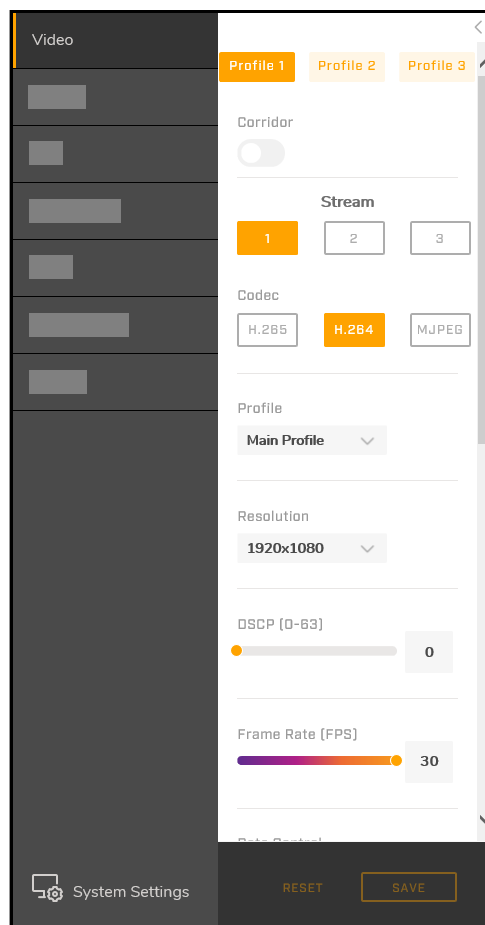 Video
Profile 1 Profile 2 Profile 3
Corridor
Stream
1 2 3
Codec
H.265 H.264 MJPEG
Profile
Main Profile
Resolution
1920x1080
DSCP (0-63)
0
Frame Rate (FPS)
30
System Settings
RESET SAVE